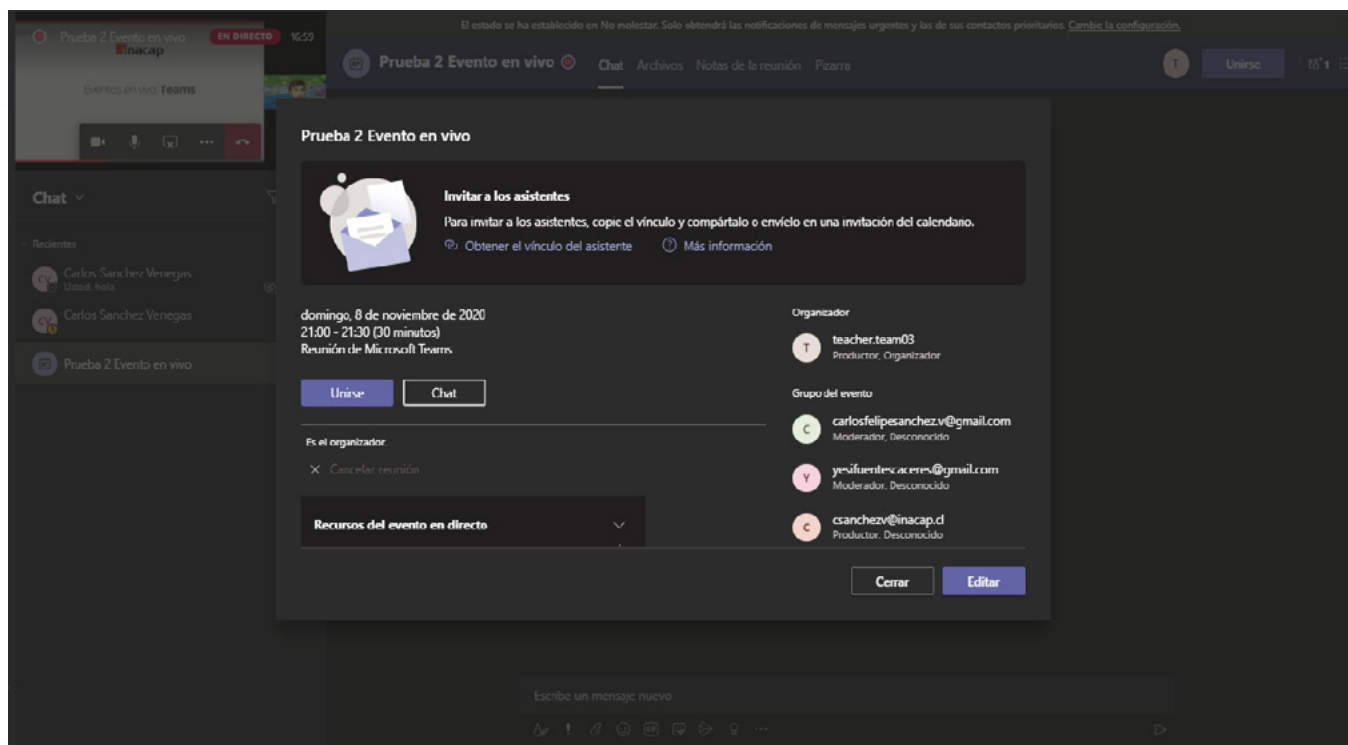 El estado se ha establecido en No molestar. Solo obtendrá las notificaciones de mensajes urgentes y las de sus contactos prioritarios. Cambie la configuración.
Prueba 2 Evento en vivo
EN DIRECTO
16:59
inacap
Eventos en vivo: Teams
Prueba 2 Evento en vivo
Chat
Archivos
Notas de la reunión
Pizarra
T
Unirse
1
Chat
Recientes
Carlos Sanchez Venegas
Usted: hola
Carlos Sanchez Venegas
Prueba 2 Evento en vivo
Prueba 2 Evento en vivo
Invitar a los asistentes
Para invitar a los asistentes, copie el vínculo y compártalo o envíelo en una invitación del calendario.
Obtener el vínculo del asistente
Más información
domingo, 8 de noviembre de 2020
21:00 - 21:30 (30 minutos)
Reunión de Microsoft Teams
Unirse
Chat
Es el organizador.
Cancelar reunión
Recursos del evento en directo
Organizador
T
teacher.team03
Productor, Organizador
Grupo del evento
C
carlosfelipesanchez.v@gmail.com
Moderador, Desconocido
Y
yesifuentescaceres@gmail.com
Moderador, Desconocido
C
csanchezv@inacap.cl
Productor, Desconocido
Cerrar
Editar
Escribe un mensaje nuevo